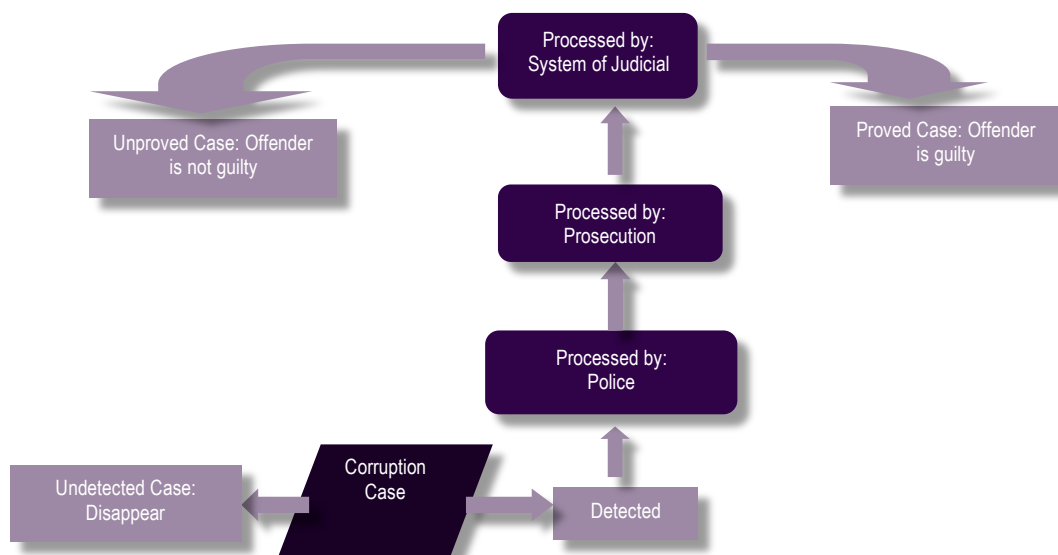 Processed by:
System of Judicial
Unproved Case: Offender
is not guilty
Proved Case: Offender
is guilty
Processed by:
Prosecution
Processed by:
Police
Corruption
Case
Undetected Case:
Disappear
Detected